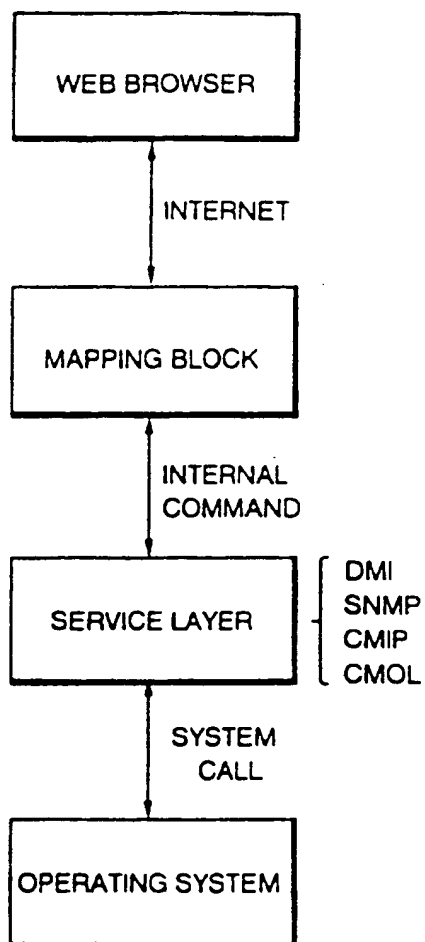 WEB BROWSER
INTERNET
MAPPING BLOCK
INTERNAL
COMMAND
SERVICE LAYER
DMI
SNMP
CMIP
CMOL
SYSTEM
CALL
OPERATING SYSTEM